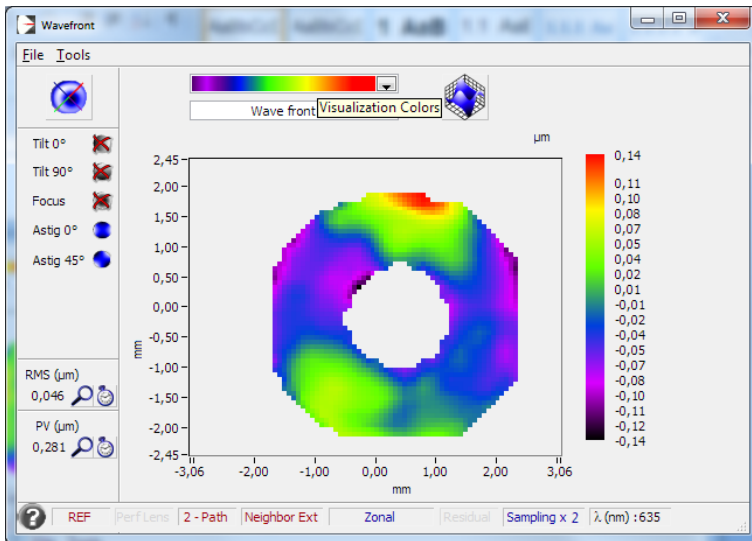 Wavefront
File Tools
Wave front
Visualization Colors
Tilt 0°
Tilt 90°
Focus
Astig 0°
Astig 45°
RMS (µm)
0,046
PV (µm)
0,281
µm
2,45
2,00
1,50
1,00
0,50
0,00
-0,50
-1,00
-1,50
-2,00
-2,45
mm
-3,06 -2,00 -1,00 0,00 1,00 2,00 3,06
mm
0,14
0,11
0,10
0,08
0,07
0,05
0,04
0,02
0,01
-0,01
-0,02
-0,04
-0,05
-0,07
-0,08
-0,10
-0,11
-0,12
-0,14
REF Perf Lens 2 - Path Neighbor Ext Zonal Residual Sampling x 2 λ (nm) :635